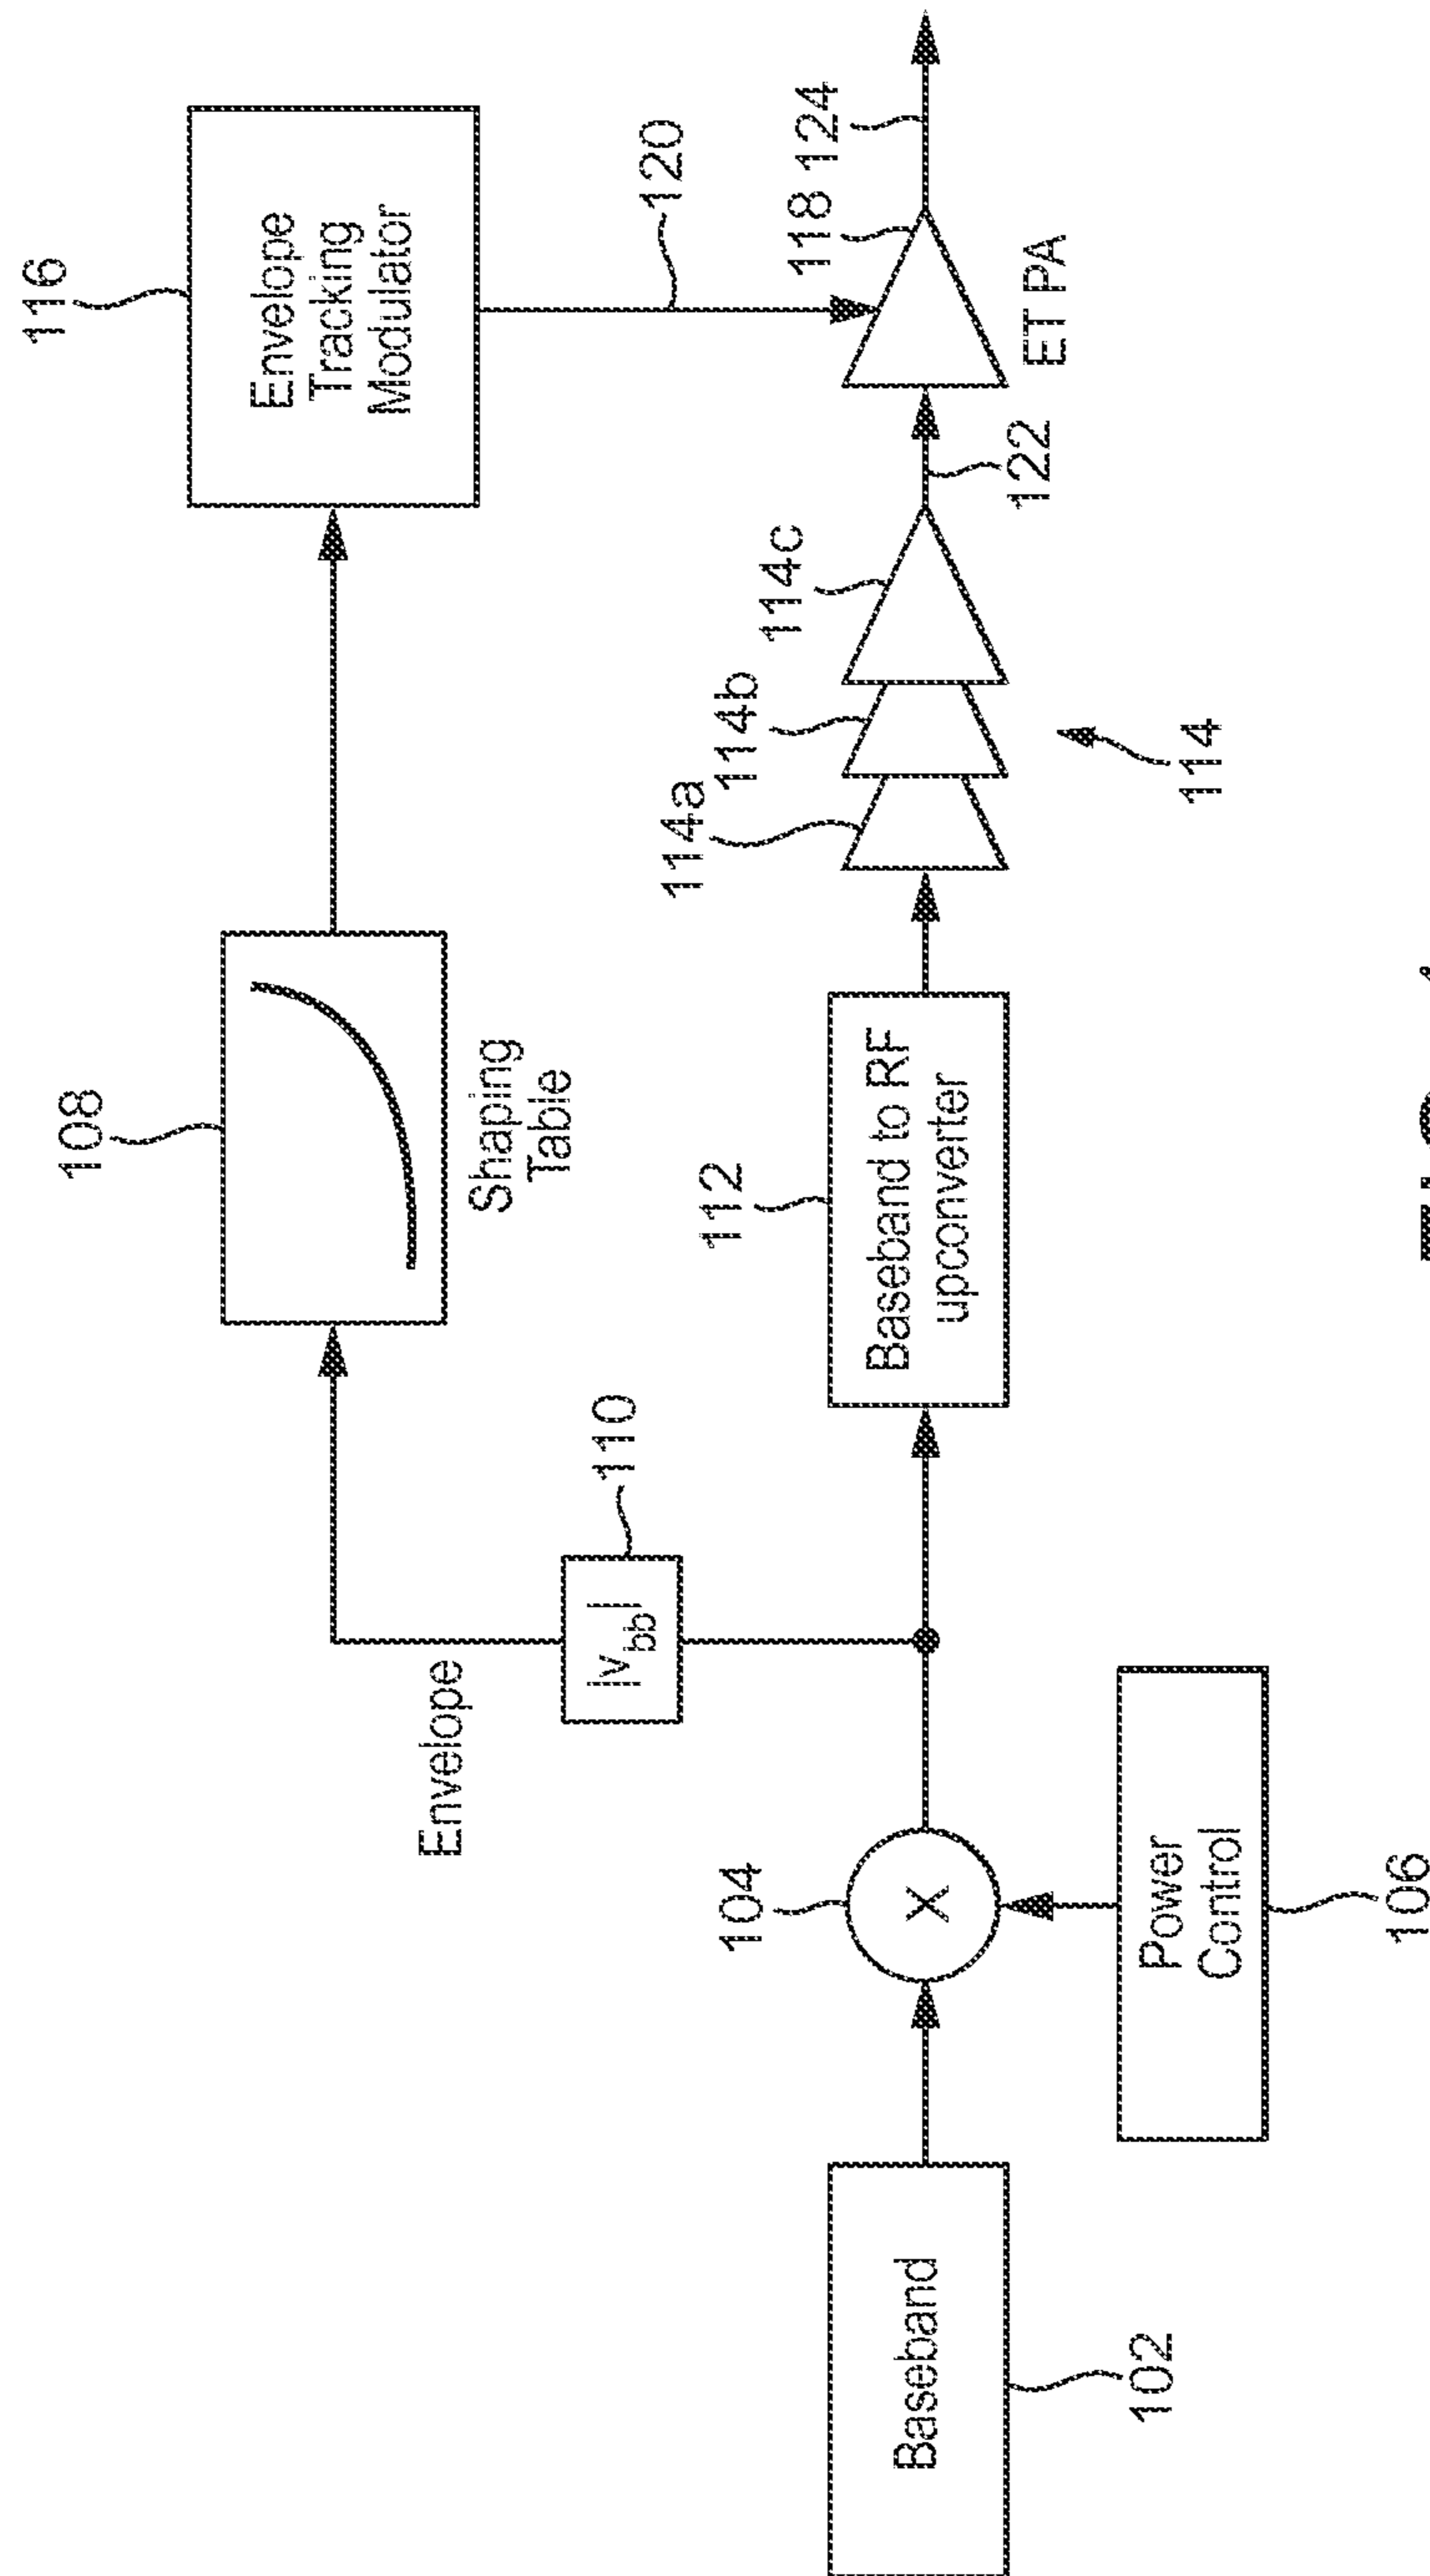 116
Envelope
Tracking
Modulator
108
Shaping
Table
120
Envelope
|v_bb|
110
118
124
ET PA
122
114a
114b
114c
114
112
Baseband to RF
upconverter
104
X
Power
Control
106
Baseband
102